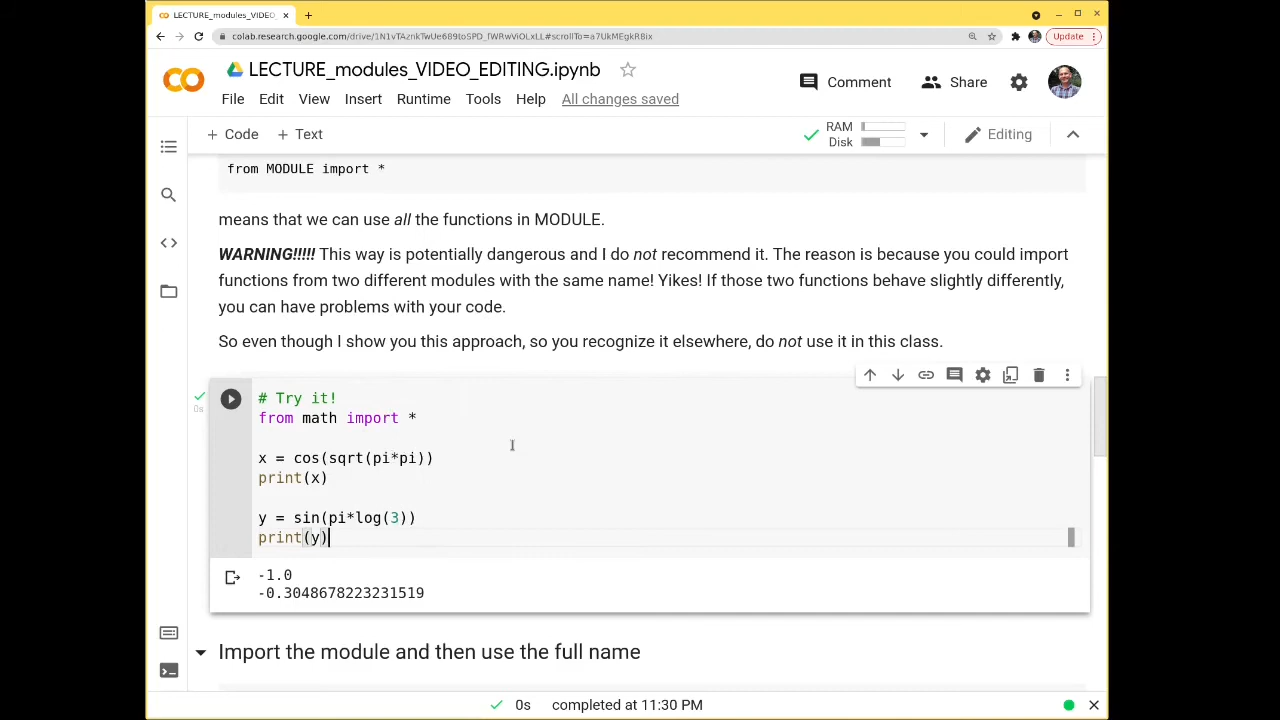 LECTURE_modules_VIDEO_
colab.research.google.com/drive/
Update
LECTURE_modules_VIDEO_EDITING.ipynb
Comment
Share
File Edit View Insert Runtime Tools Help All changes saved
+ Code + Text
RAM
Disk
Editing
from MODULE import *
means that we can use all the functions in MODULE.
WARNING!!!!! This way is potentially dangerous and I do not recommend it. The reason is because you could import
functions from two different modules with the same name! Yikes! If those two functions behave slightly differently,
you can have problems with your code.
So even though I show you this approach, so you recognize it elsewhere, do not use it in this class.
0s
# Try it!
from math import *
x = cos(sqrt(pi*pi))
print(x)
y = sin(pi*log(3))
print(y)
-1.0
-0.3048678223231519
Import the module and then use the full name
0s completed at 11:30 PM